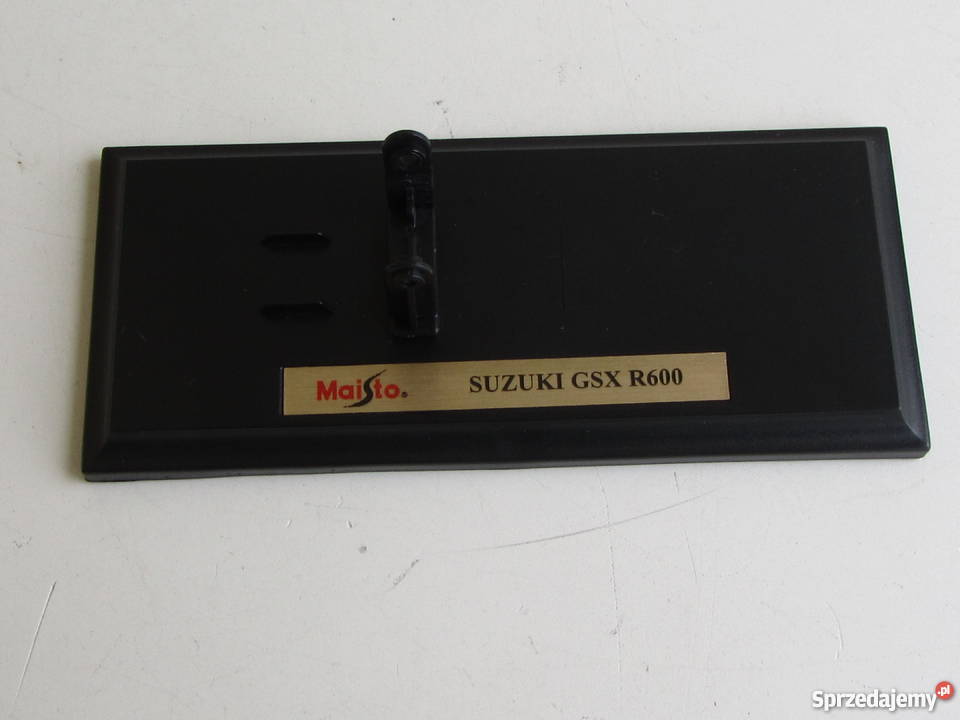 Maisto® SUZUKI GSX R600
Sprzedajemy.pl